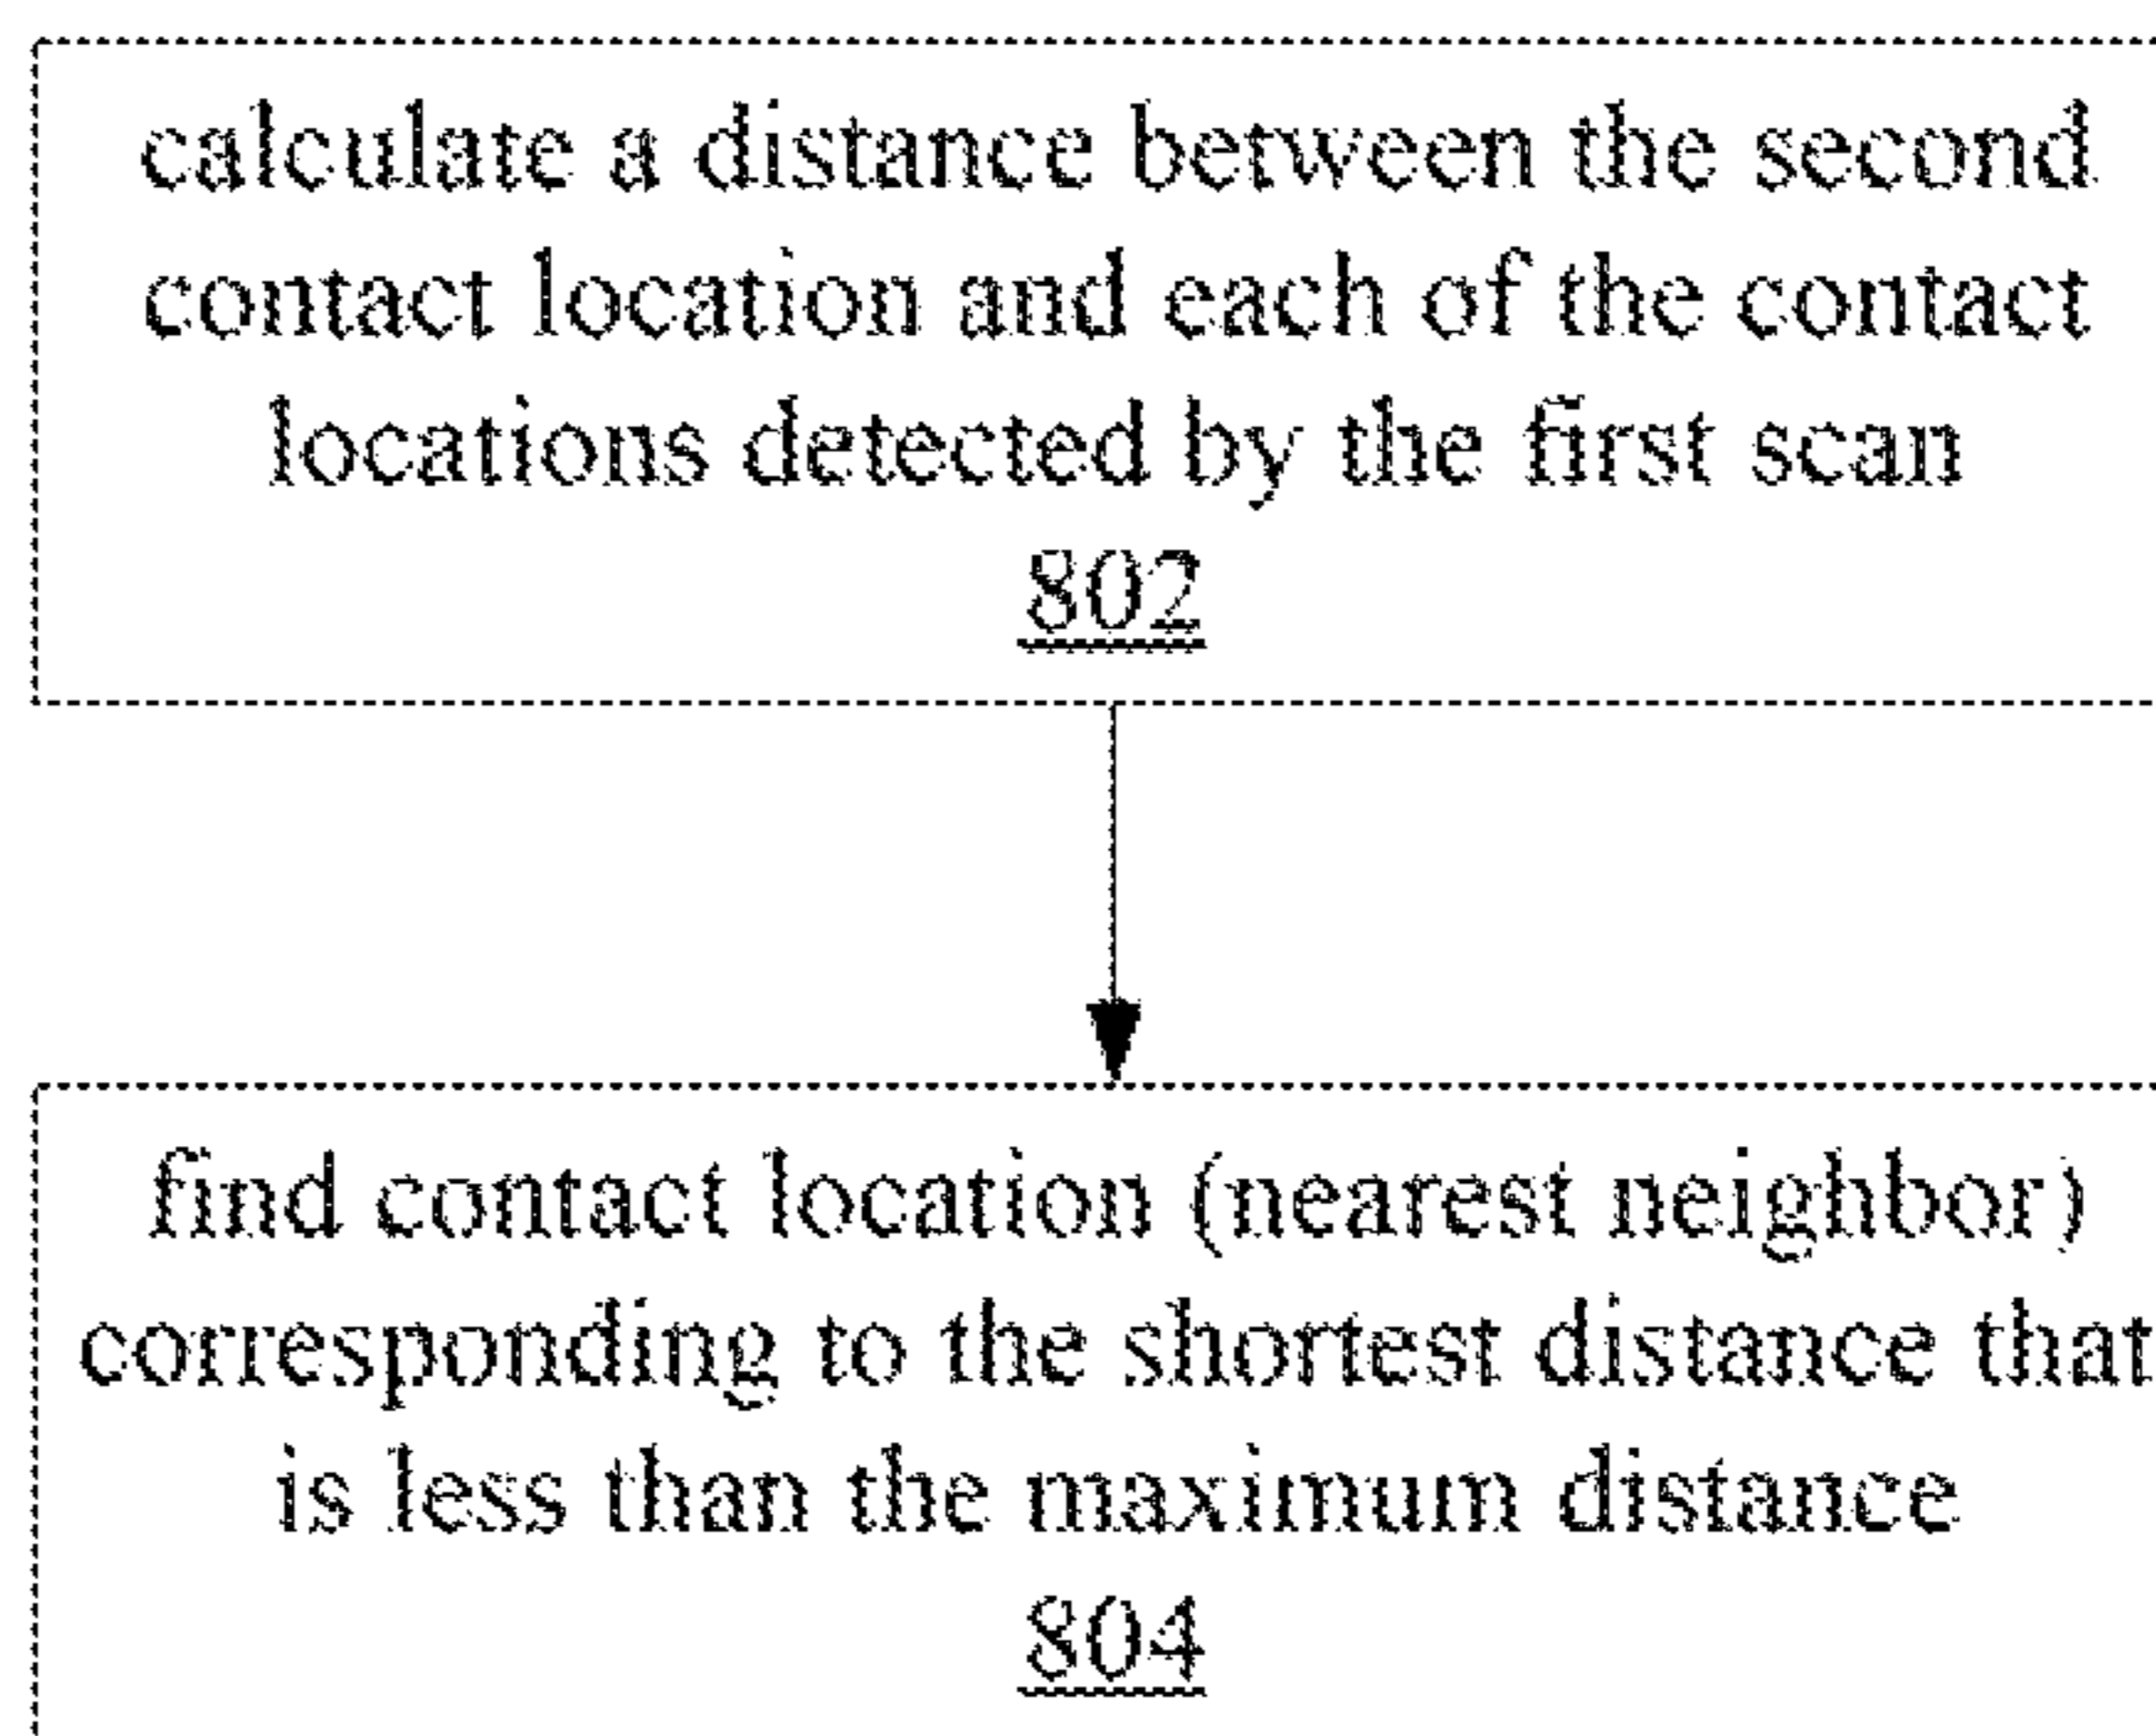 calculate a distance between the second
contact location and each of the contact
locations detected by the first scan
802
find contact location (nearest neighbor)
corresponding to the shortest distance that
is less than the maximum distance
804